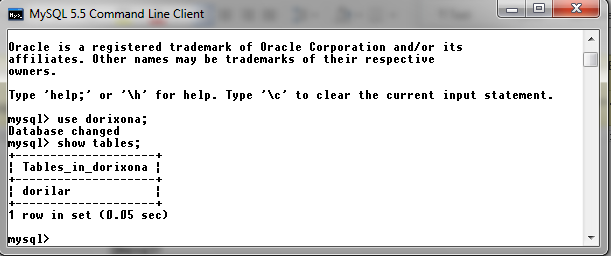 MySQL 5.5 Command Line Client
Oracle is a registered trademark of Oracle Corporation and/or its
affiliates. Other names may be trademarks of their respective
owners.
Type 'help;' or '\h' for help. Type '\c' to clear the current input statement.
mysql> use dorixona;
Database changed
mysql> show tables;
+--------------------+
| Tables_in_dorixona |
+--------------------+
| dorilar            |
+--------------------+
1 row in set (0.05 sec)
mysql>